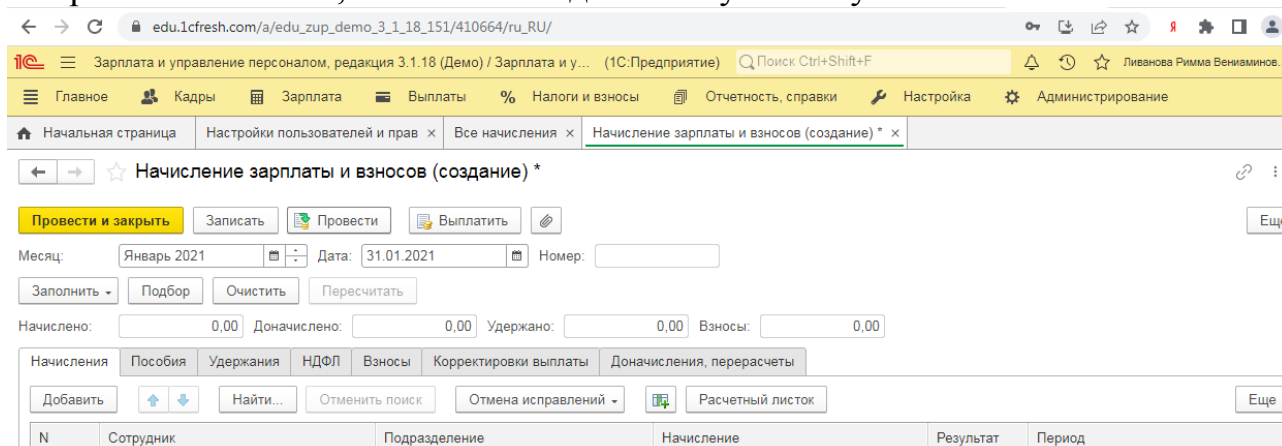 edu.1cfresh.com/a/edu_zup_demo_3_1_18_151/410664/ru_RU/
Я
1С Зарплата и управление персоналом, редакция 3.1.18 (Демо) / Зарплата и у... (1С:Предприятие) Поиск Ctrl+Shift+F Ливанова Римма Вениаминов.
Главное Кадры Зарплата Выплаты % Налоги и взносы Отчетность, справки Настройка Администрирование
Начальная страница Настройки пользователей и прав × Все начисления × Начисление зарплаты и взносов (создание) * ×
Начисление зарплаты и взносов (создание) *
Провести и закрыть Записать Провести Выплатить Ещ
Месяц: Январь 2021 Дата: 31.01.2021 Номер:
Заполнить Подбор Очистить Пересчитать
Начислено: 0,00 Доначислено: 0,00 Удержано: 0,00 Взносы: 0,00
Начисления Пособия Удержания НДФЛ Взносы Корректировки выплаты Доначисления, перерасчеты
Добавить Найти... Отменить поиск Отмена исправлений Расчетный листок Еще
N Сотрудник Подразделение Начисление Результат Период